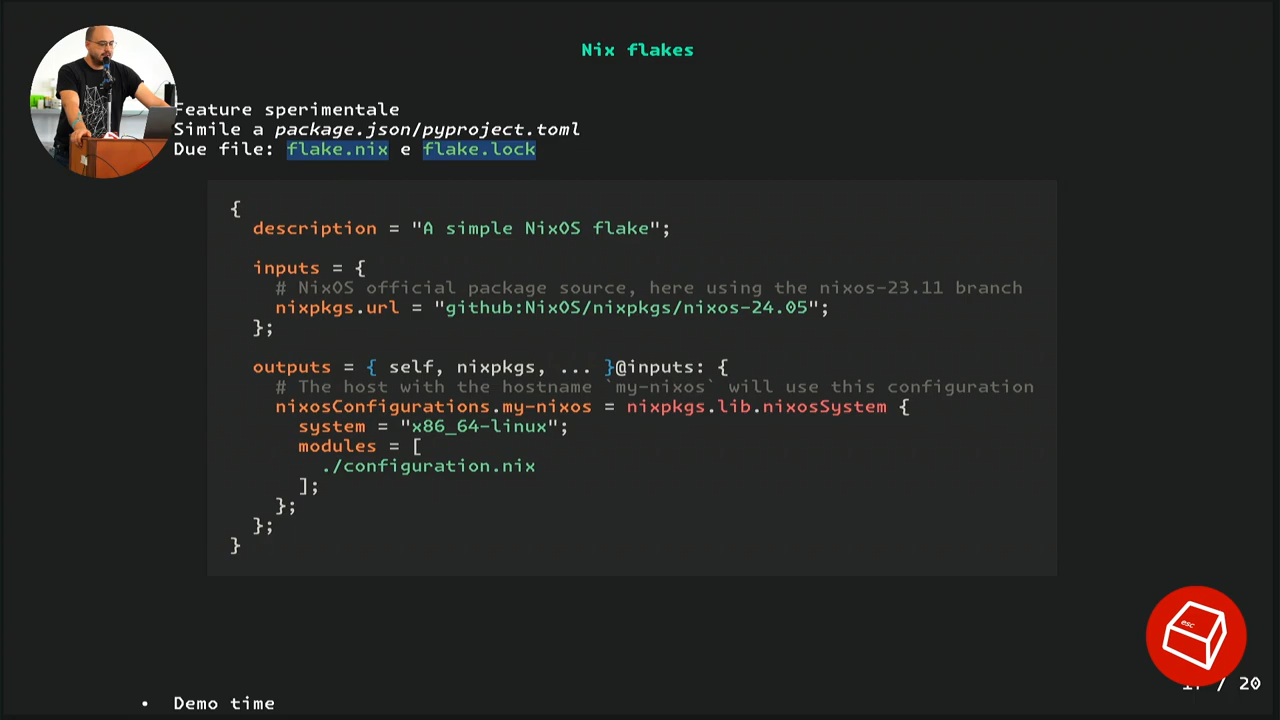 Nix flakes
Feature sperimentale
Simile a package.json/pyproject.toml
Due file: flake.nix e flake.lock
{
  description = "A simple NixOS flake";
  inputs = {
    # NixOS official package source, here using the nixos-23.11 branch
    nixpkgs.url = "github:NixOS/nixpkgs/nixos-24.05";
  };
  outputs = { self, nixpkgs, ... }@inputs: {
    # The host with the hostname `my-nixos` will use this configuration
    nixosConfigurations.my-nixos = nixpkgs.lib.nixosSystem {
      system = "x86_64-linux";
      modules = [
        ./configuration.nix
      ];
    };
  };
}
esc
17 / 20
• Demo time